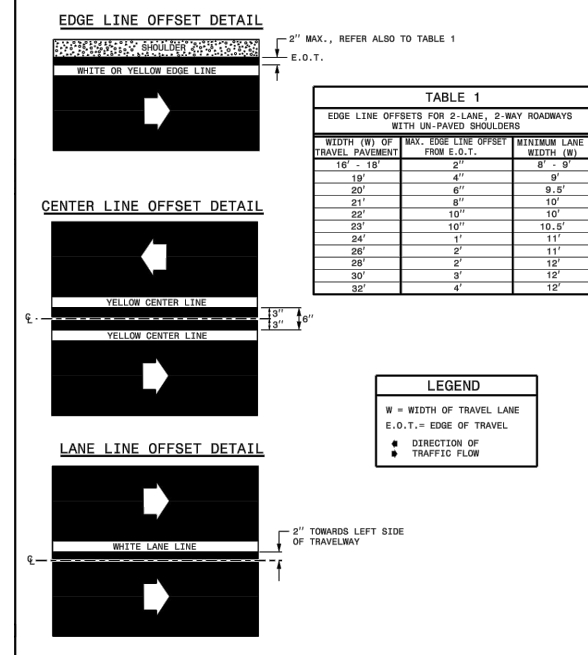 EDGE LINE OFFSET DETAIL
SHOULDER
2" MAX., REFER ALSO TO TABLE 1
E.O.T.
WHITE OR YELLOW EDGE LINE
TABLE 1
EDGE LINE OFFSETS FOR 2-LANE, 2-WAY ROADWAYS
WITH UN-PAVED SHOULDERS
WIDTH (W) OF TRAVEL PAVEMENT MAX. EDGE LINE OFFSET FROM E.O.T. MINIMUM LANE WIDTH (W)
16' - 18' 2" 8' - 9'
19' 4" 9'
20' 6" 9.5'
21' 8" 10'
22' 10" 10'
23' 10" 10.5'
24' 1' 11'
26' 2' 11'
28' 2' 12'
30' 3' 12'
32' 4' 12'
CENTER LINE OFFSET DETAIL
YELLOW CENTER LINE
℄
3"
3"
6"
YELLOW CENTER LINE
LEGEND
W = WIDTH OF TRAVEL LANE
E.O.T.= EDGE OF TRAVEL
DIRECTION OF
TRAFFIC FLOW
LANE LINE OFFSET DETAIL
WHITE LANE LINE
℄
2" TOWARDS LEFT SIDE
OF TRAVELWAY